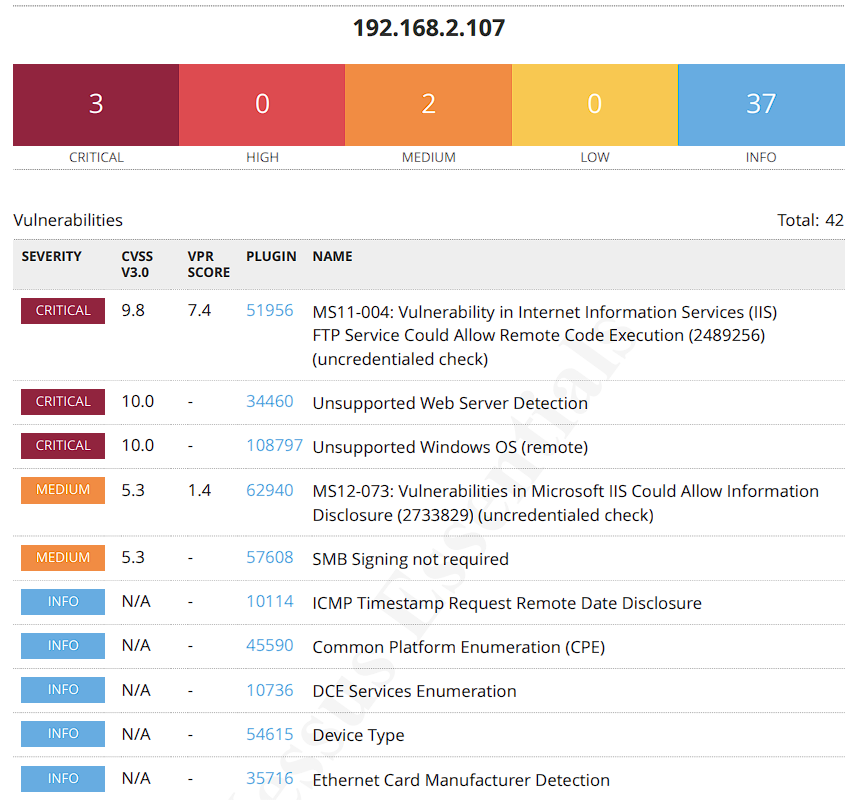 192.168.2.107
3 0 2 0 37
CRITICAL HIGH MEDIUM LOW INFO
Vulnerabilities Total: 42
SEVERITY CVSS V3.0 VPR SCORE PLUGIN NAME
CRITICAL 9.8 7.4 51956 MS11-004: Vulnerability in Internet Information Services (IIS)
FTP Service Could Allow Remote Code Execution (2489256)
(uncredentialed check)
CRITICAL 10.0 - 34460 Unsupported Web Server Detection
CRITICAL 10.0 - 108797 Unsupported Windows OS (remote)
MEDIUM 5.3 1.4 62940 MS12-073: Vulnerabilities in Microsoft IIS Could Allow Information
Disclosure (2733829) (uncredentialed check)
MEDIUM 5.3 - 57608 SMB Signing not required
INFO N/A - 10114 ICMP Timestamp Request Remote Date Disclosure
INFO N/A - 45590 Common Platform Enumeration (CPE)
INFO N/A - 10736 DCE Services Enumeration
INFO N/A - 54615 Device Type
INFO N/A - 35716 Ethernet Card Manufacturer Detection
essus Essentials